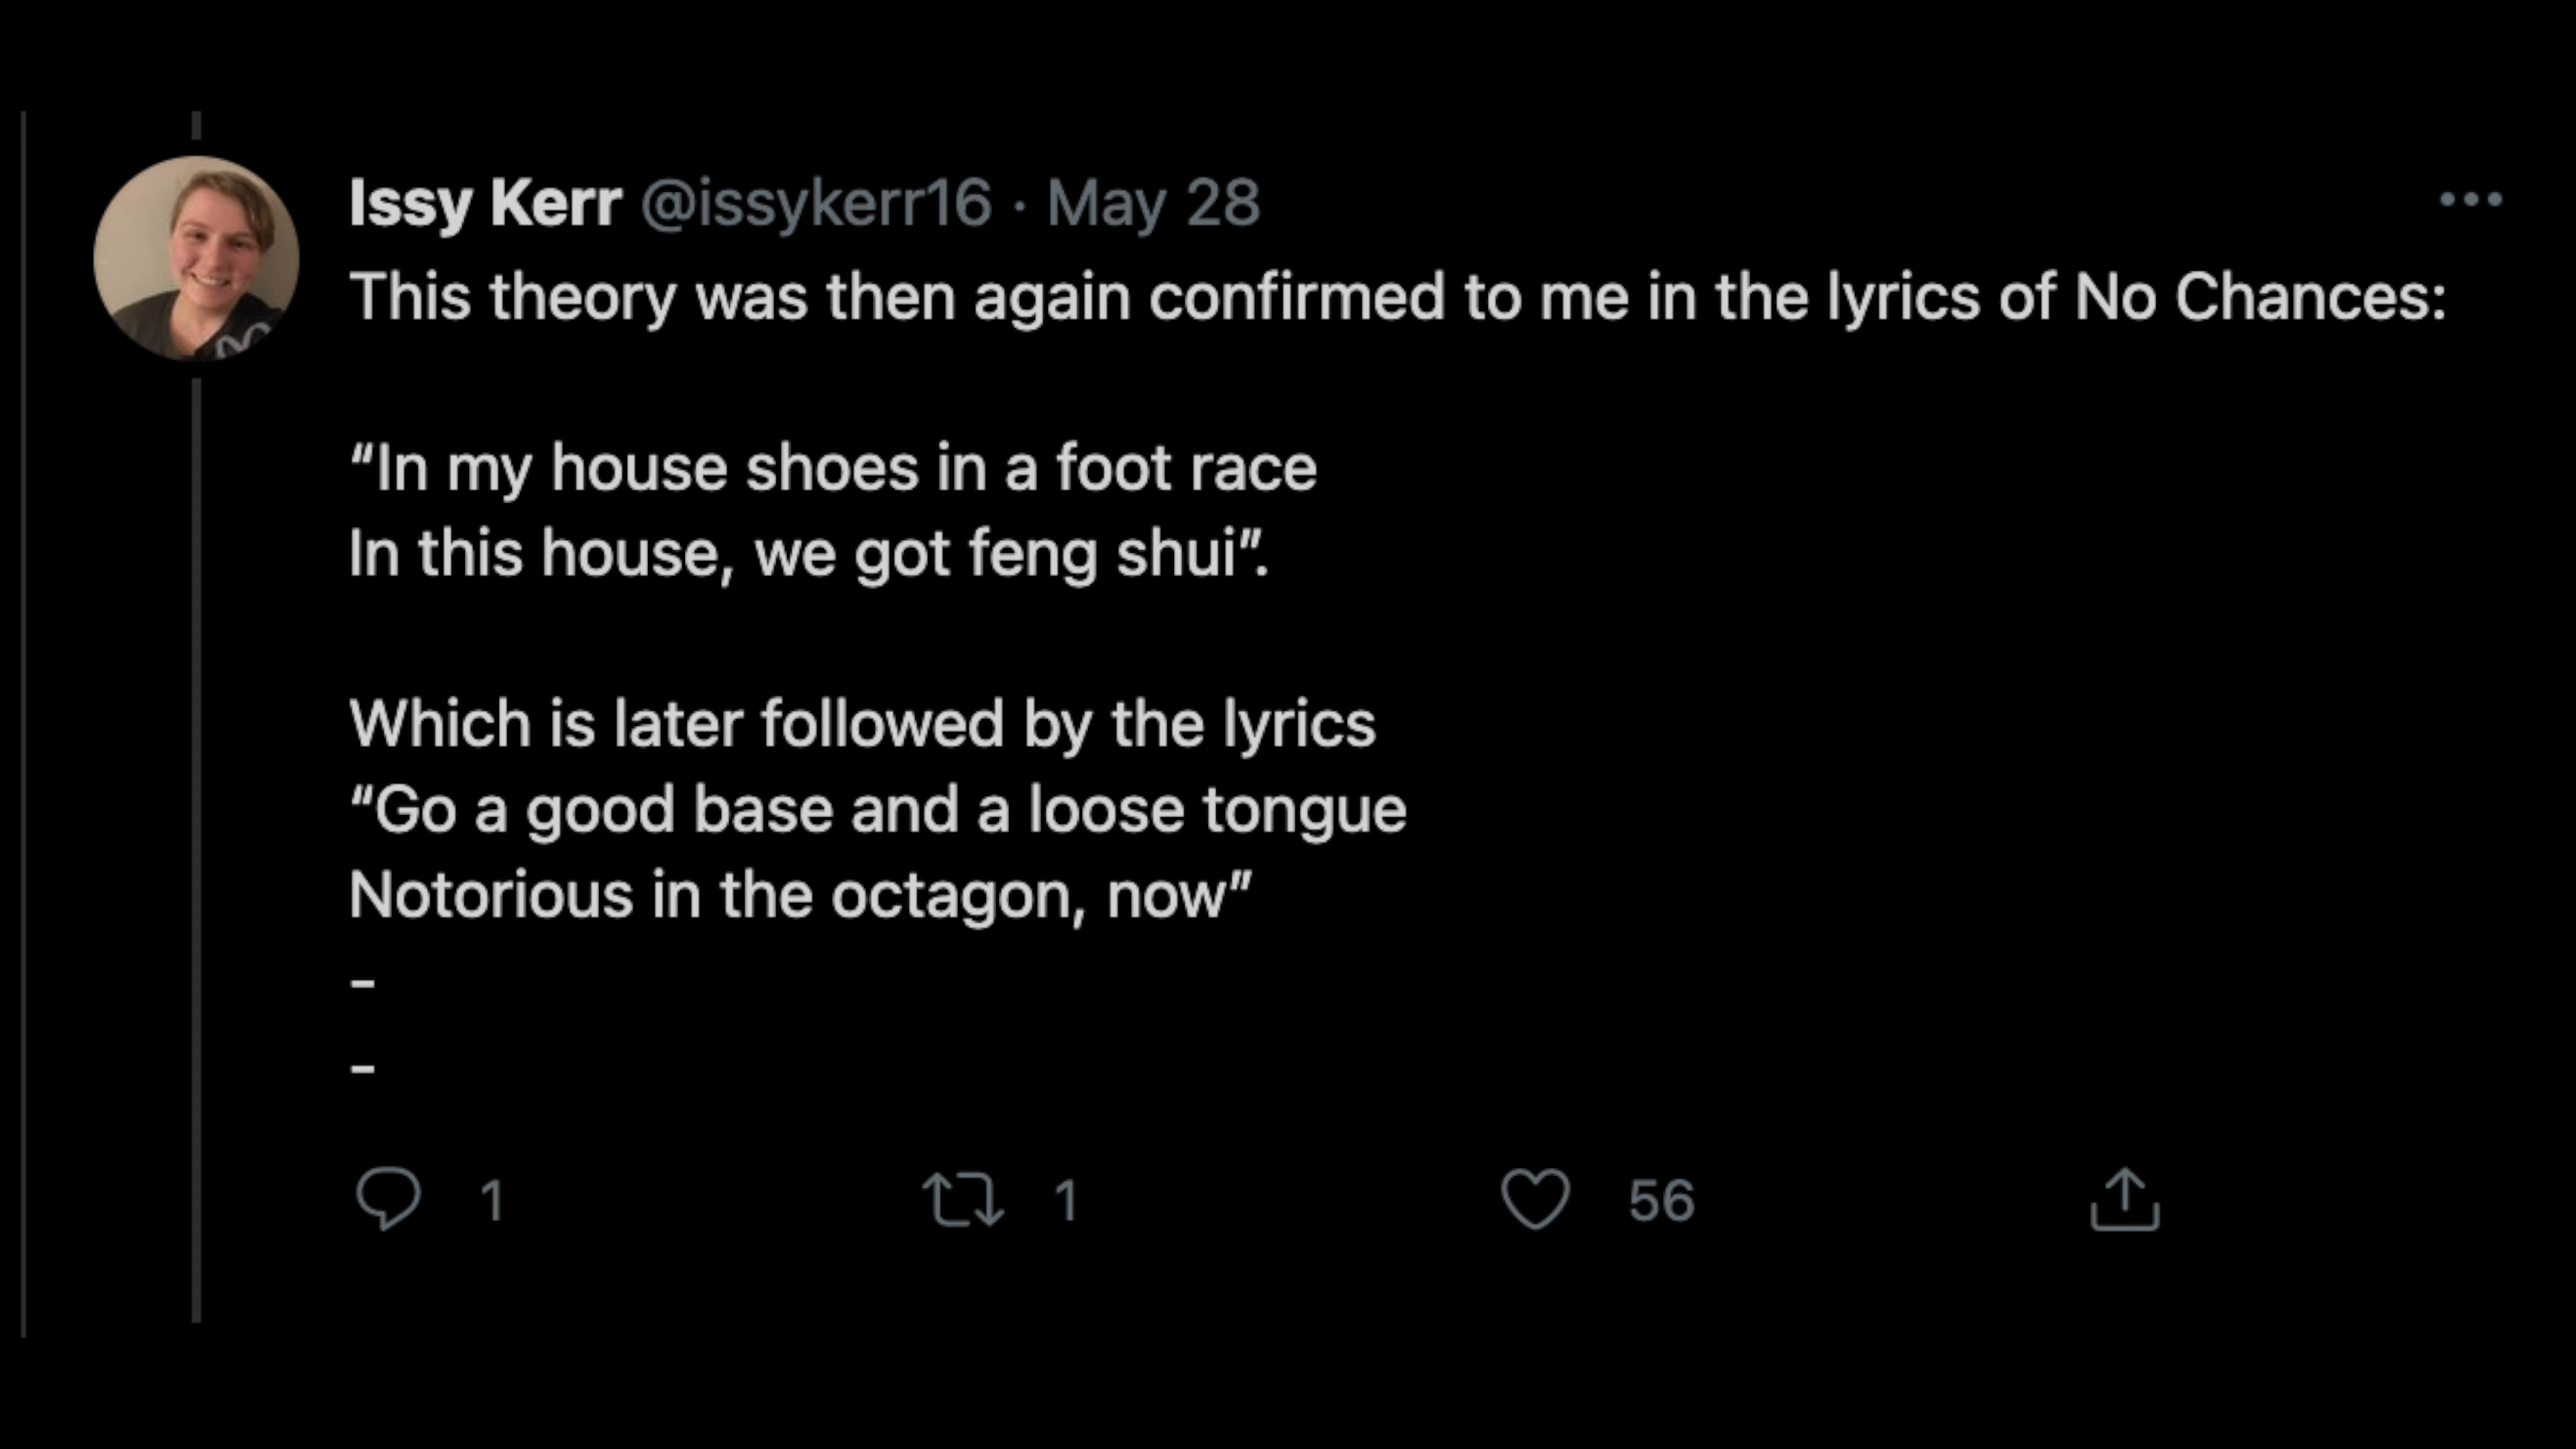 Issy Kerr @issykerr16 · May 28
This theory was then again confirmed to me in the lyrics of No Chances:
“In my house shoes in a foot race
In this house, we got feng shui”.
Which is later followed by the lyrics
“Go a good base and a loose tongue
Notorious in the octagon, now”
-
-
1 1 56